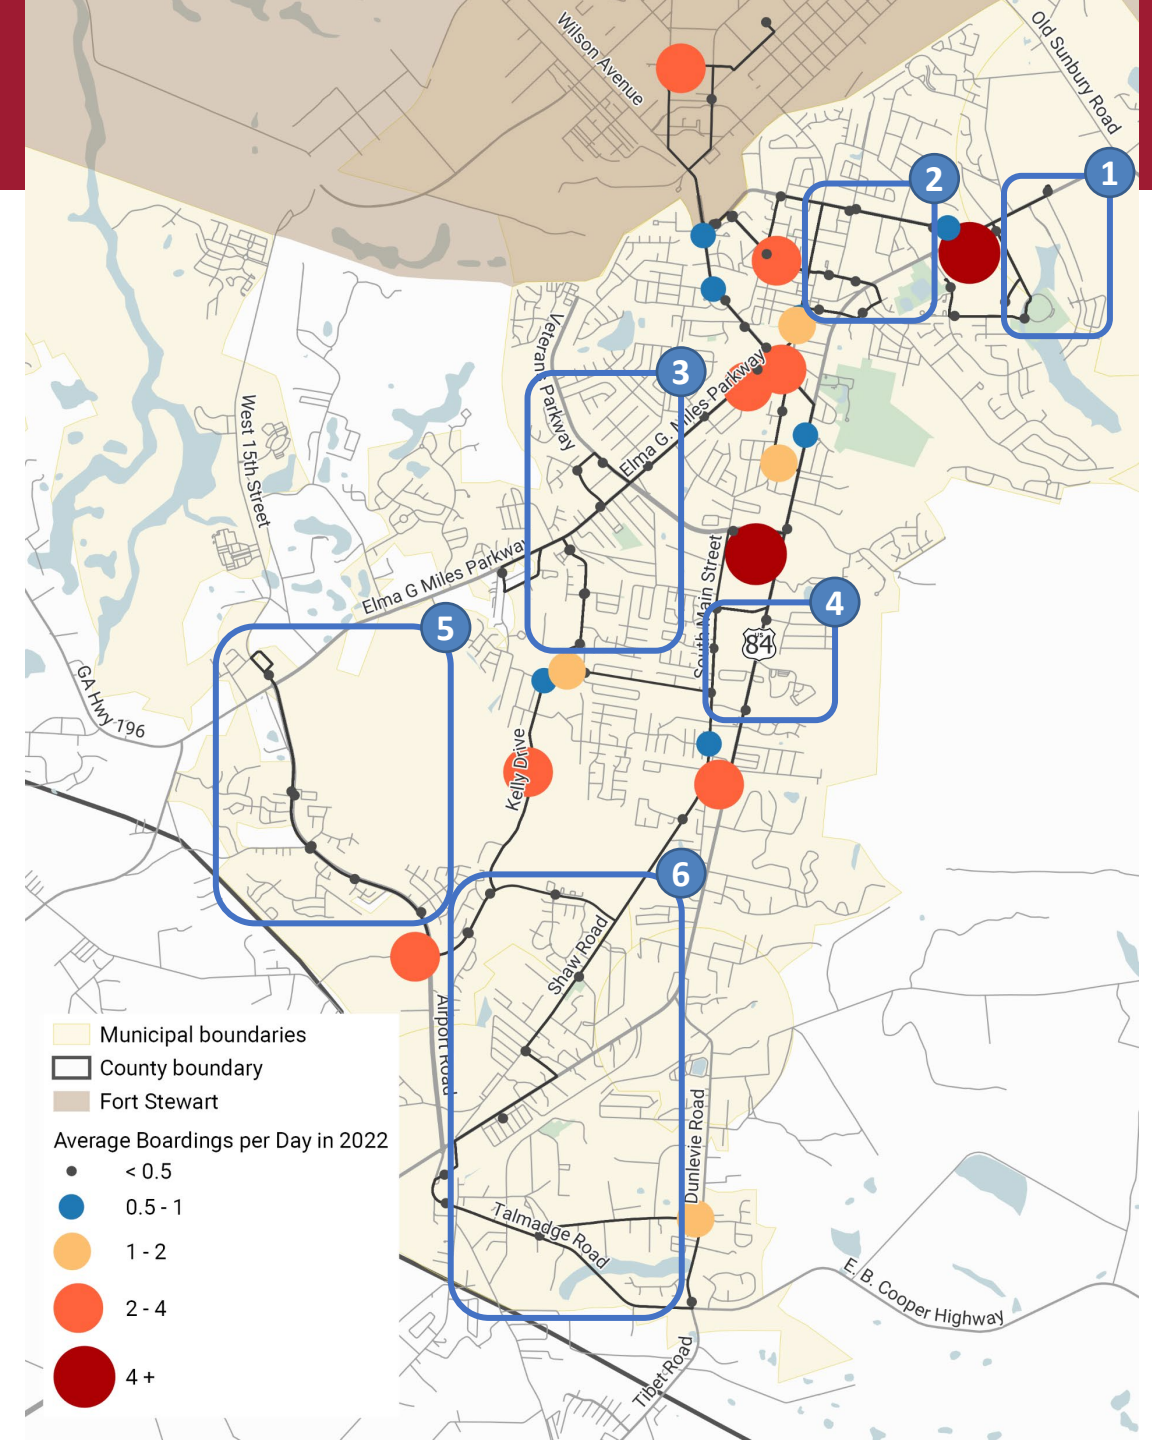 Wilson Avenue
Old Sunbury Road
1
2
Veterans Parkway
3
Elma G. Miles Parkway
West 15th Street
Elma G Miles Parkway
South Main Street
4
US
84
5
GA Hwy 196
Kelly Drive
6
Shaw Road
Airport Road
Dunlevie Road
Talmadge Road
E. B. Cooper Highway
Tibet Road
Municipal boundaries
County boundary
Fort Stewart
Average Boardings per Day in 2022
< 0.5
0.5 - 1
1 - 2
2 - 4
4 +